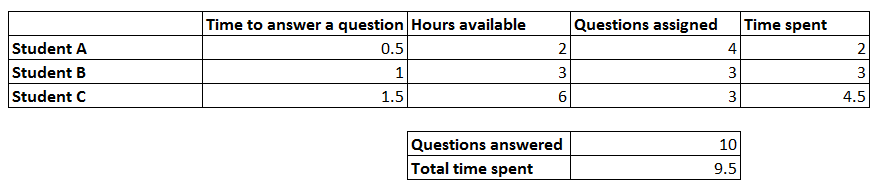 Time to answer a question Hours available Questions assigned Time spent
Student A 0.5 2 4 2
Student B 1 3 3 3
Student C 1.5 6 3 4.5
Questions answered 10
Total time spent 9.5